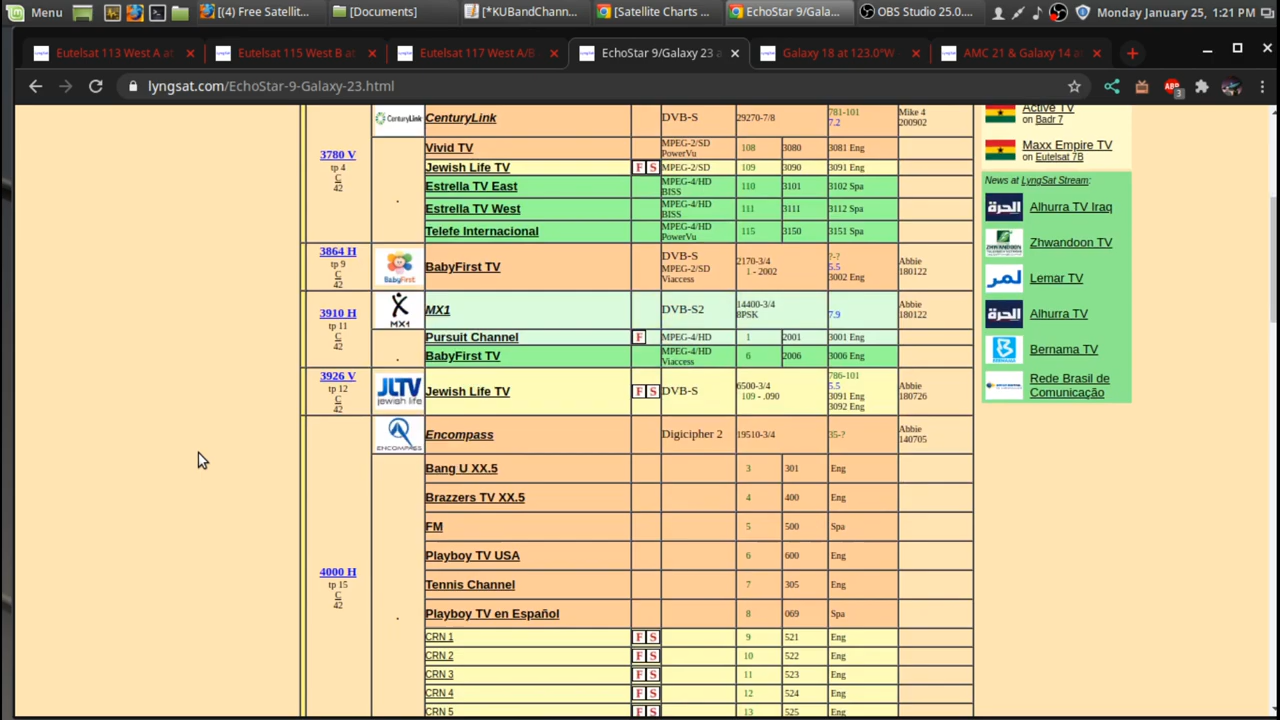 Menu [(4) Free Satellit... [Documents] [*KUBandChann... [Satellite Charts ... EchoStar 9/Gala... OBS Studio 25.0.... Monday January 25, 1:21 PM
Eutelsat 113 West A at Eutelsat 115 West B at Eutelsat 117 West A/B EchoStar 9/Galaxy 23 a Galaxy 18 at 123.0°W AMC 21 & Galaxy 14 a
lyngsat.com/EchoStar-9-Galaxy-23.html ABP 3
3780 V
tp 4
C
42
CenturyLink CenturyLink DVB-S 29270-7/8 781-101
7.2 Mike 4
200902
Vivid TV MPEG-2/SD
PowerVu 108 3080 3081 Eng
Jewish Life TV F S MPEG-2/SD 109 3090 3091 Eng
Estrella TV East MPEG-4/HD
BISS 110 3101 3102 Spa
Estrella TV West MPEG-4/HD
BISS 111 3111 3112 Spa
Telefe Internacional MPEG-4/HD
PowerVu 115 3150 3151 Spa
3864 H
tp 9
C
42
BabyFirst BabyFirst TV DVB-S
MPEG-2/SD
Viaccess 2170-3/4
1 - 2002 ?-?
5.5
3002 Eng Abbie
180122
3910 H
tp 11
C
42
MX1 MX1 DVB-S2 14400-3/4
8PSK 7.9 Abbie
180122
Pursuit Channel F MPEG-4/HD 1 2001 3001 Eng
BabyFirst TV MPEG-4/HD
Viaccess 6 2006 3006 Eng
3926 V
tp 12
C
42
JLTV
jewish life Jewish Life TV F S DVB-S 6500-3/4
109 - .090 786-101
5.5
3091 Eng
3092 Eng Abbie
180726
4000 H
tp 15
C
42
ENCOMPASS Encompass Digicipher 2 19510-3/4 35-? Abbie
140705
Bang U XX.5 3 301 Eng
Brazzers TV XX.5 4 400 Eng
FM 5 500 Spa
Playboy TV USA 6 600 Eng
Tennis Channel 7 305 Eng
Playboy TV en Español 8 069 Spa
CRN 1 F S 9 521 Eng
CRN 2 F S 10 522 Eng
CRN 3 F S 11 523 Eng
CRN 4 F S 12 524 Eng
CRN 5 F S 13 525 Eng
Active TV
on Badr 7
Maxx Empire TV
on Eutelsat 7B
News at LyngSat Stream:
الحرة Alhurra TV Iraq
ZHWANDOON Zhwandoon TV
لمر Lemar TV
الحرة Alhurra TV
Bernama TV
Rede Brasil de
Comunicação